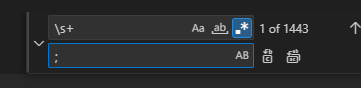 \s+ Aa ab .* 1 of 1443
; AB